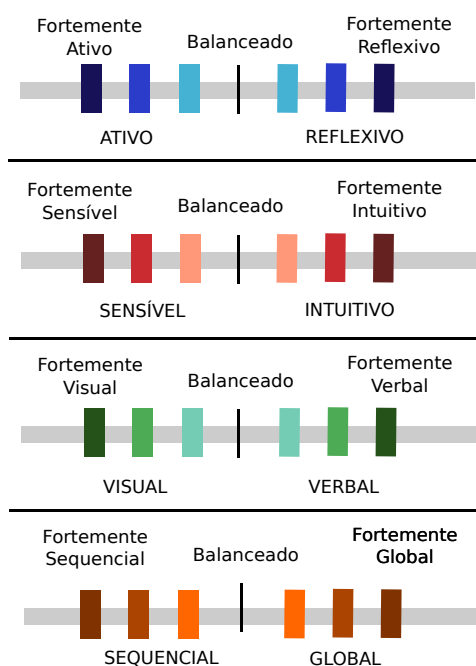 Fortemente
Ativo
Balanceado
Fortemente
Reflexivo
ATIVO
REFLEXIVO
Fortemente
Sensível
Balanceado
Fortemente
Intuitivo
SENSÍVEL
INTUITIVO
Fortemente
Visual
Balanceado
Fortemente
Verbal
VISUAL
VERBAL
Fortemente
Sequencial
Balanceado
Fortemente
Global
SEQUENCIAL
GLOBAL